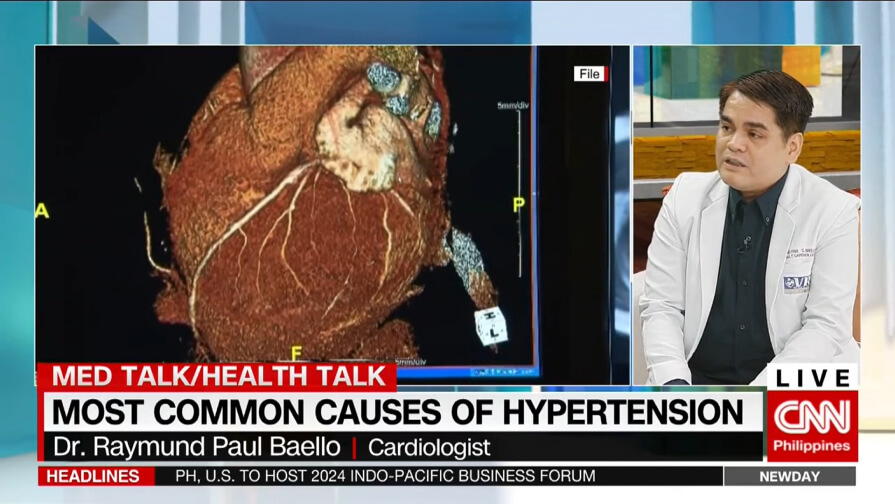 File
5mm/div
A
P
F
5mm/div
MED TALK/HEALTH TALK
MOST COMMON CAUSES OF HYPERTENSION
Dr. Raymund Paul Baello | Cardiologist
LIVE
CNN
Philippines
HEADLINES
PH, U.S. TO HOST 2024 INDO-PACIFIC BUSINESS FORUM
NEWDAY